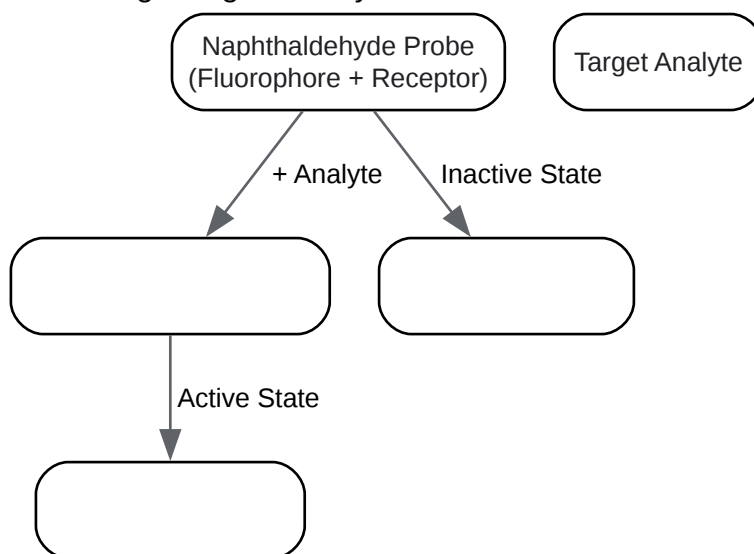 Naphthaldehyde Probe
(Fluorophore + Receptor)
Target Analyte
+ Analyte
Inactive State
Active State